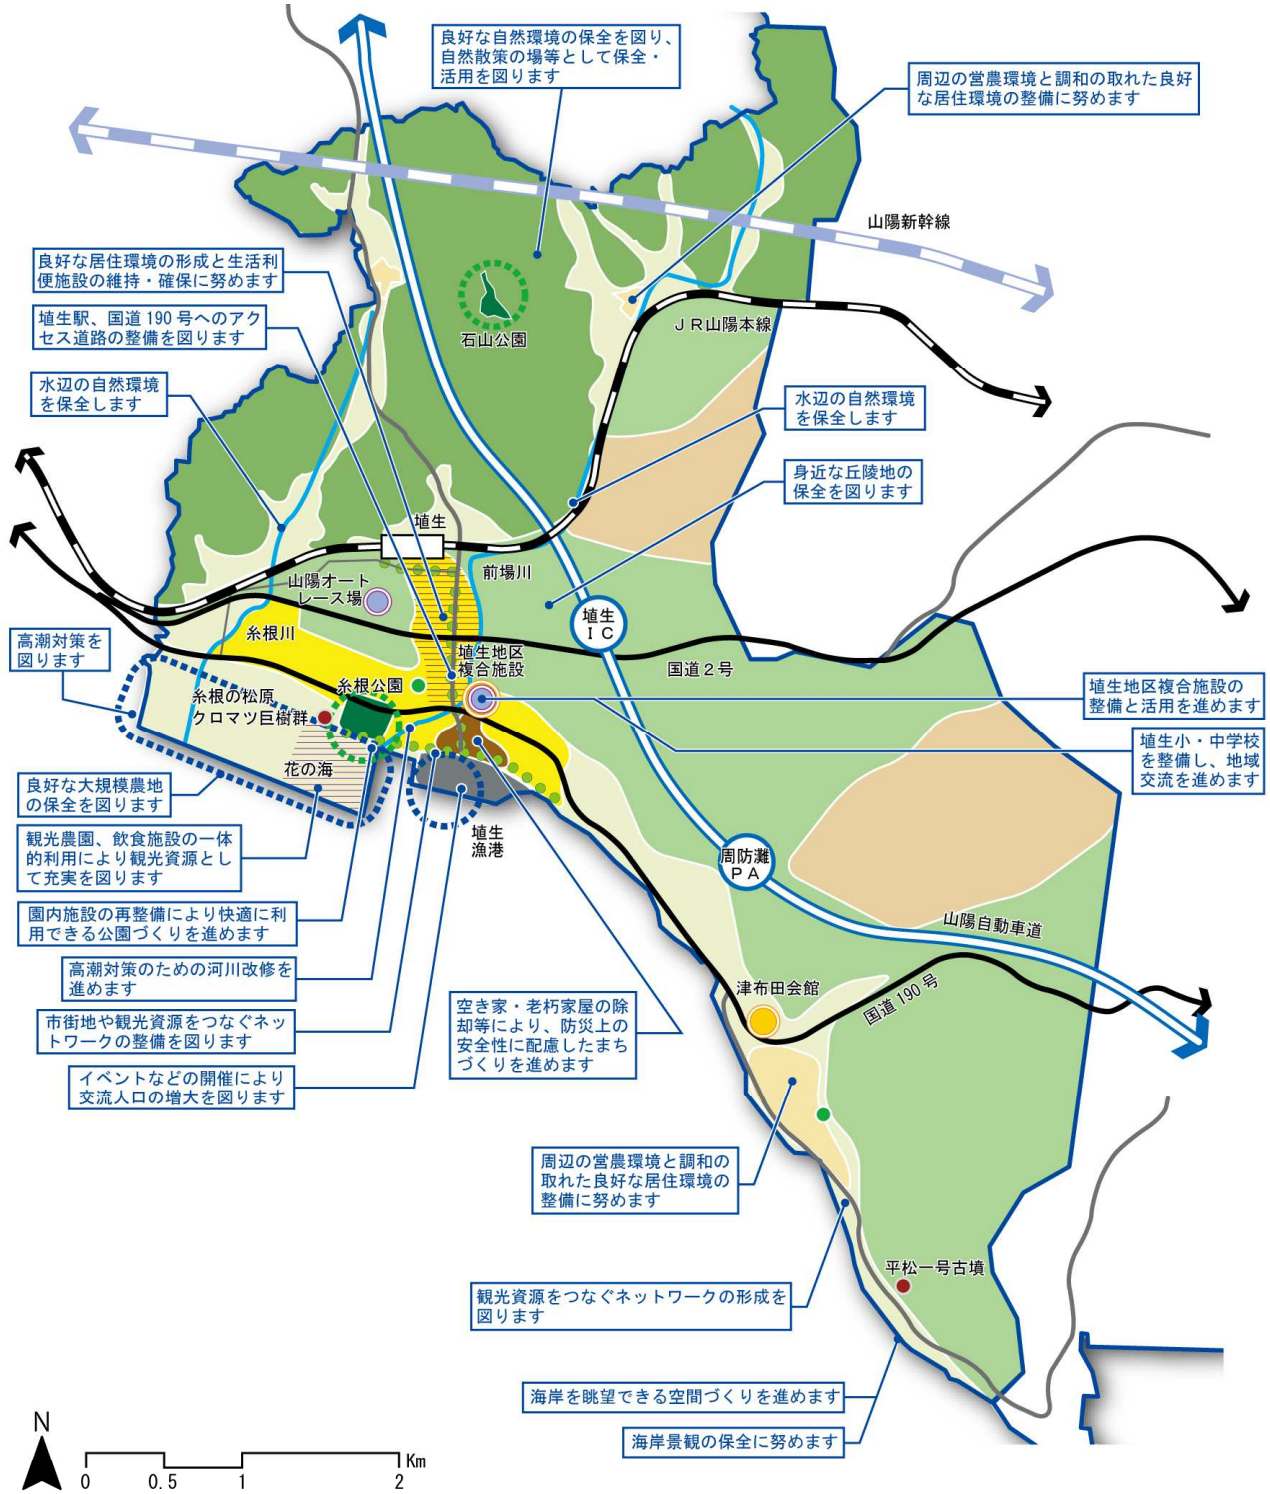 良好な自然環境の保全を図り、
自然散策の場等として保全・
活用を図ります
周辺の営農環境と調和の取れた良好
な居住環境の整備に努めます
山陽新幹線
良好な居住環境の形成と生活利
便施設の維持・確保に努めます
埴生駅、国道190号へのアク
セス道路の整備を図ります
石山公園
JR山陽本線
水辺の自然環境
を保全します
水辺の自然環境
を保全します
身近な丘陵地の
保全を図ります
埴生
前場川
山陽オート
レース場
埴生
IC
高潮対策を
図ります
糸根川
埴生地区
複合施設
国道2号
糸根公園
糸根の松原
クロマツ巨樹群
埴生地区複合施設の
整備と活用を進めます
埴生小・中学校
を整備し、地域
交流を進めます
花の海
良好な大規模農地
の保全を図ります
埴生
漁港
観光農園、飲食施設の一体
的利用により観光資源とし
て充実を図ります
周防灘
PA
園内施設の再整備により快適に利
用できる公園づくりを進めます
山陽自動車道
高潮対策のための河川改修を
進めます
津布田会館
国道190号
市街地や観光資源をつなぐネッ
トワークの整備を図ります
空き家・老朽家屋の除
却等により、防災上の
安全性に配慮したまち
づくりを進めます
イベントなどの開催により
交流人口の増大を図ります
周辺の営農環境と調和の
取れた良好な居住環境の
整備に努めます
平松一号古墳
観光資源をつなぐネットワークの形成を
図ります
海岸を眺望できる空間づくりを進めます
海岸景観の保全に努めます
N
Km
0 0.5 1 2